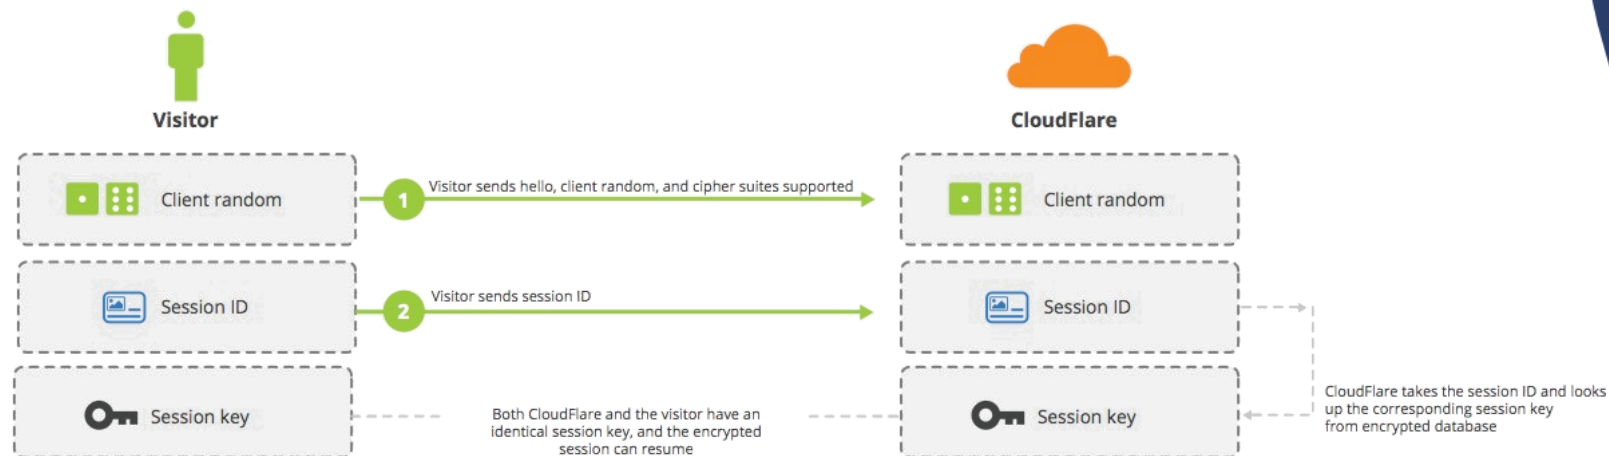 Visitor
CloudFlare
Client random
1
Visitor sends hello, client random, and cipher suites supported
Client random
Session ID
2
Visitor sends session ID
Session ID
Session key
Both CloudFlare and the visitor have an
identical session key, and the encrypted
session can resume
Session key
CloudFlare takes the session ID and looks
up the corresponding session key
from encrypted database